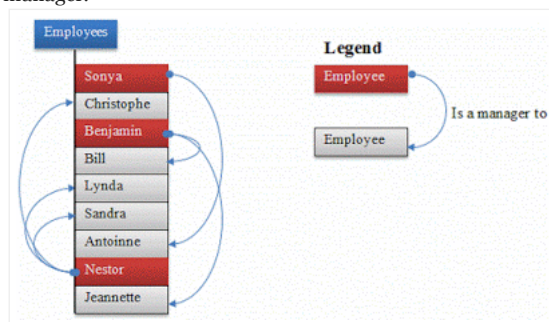 manager.
Employees
Sonya
Christophe
Benjamin
Bill
Lynda
Sandra
Antoinne
Nestor
Jeannette
Legend
Employee
Is a manager to
Employee